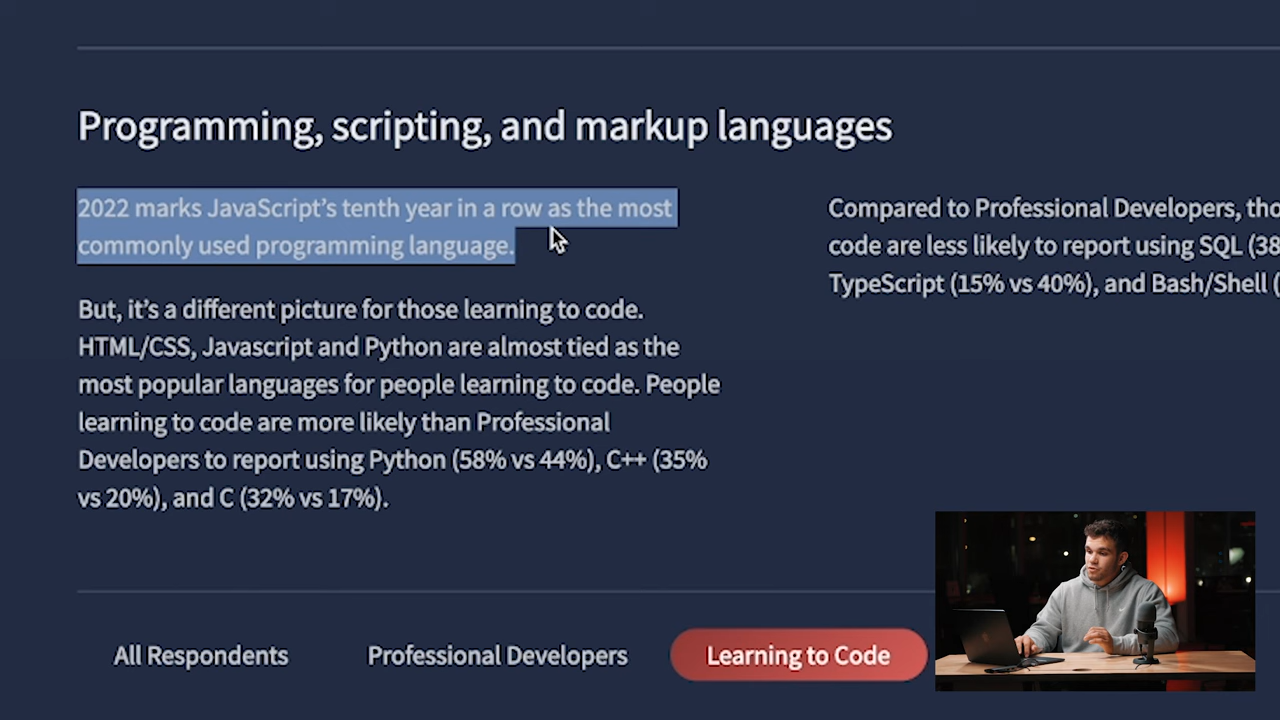 Programming, scripting, and markup languages
2022 marks JavaScript's tenth year in a row as the most
commonly used programming language.
But, it's a different picture for those learning to code.
HTML/CSS, Javascript and Python are almost tied as the
most popular languages for people learning to code. People
learning to code are more likely than Professional
Developers to report using Python (58% vs 44%), C++ (35%
vs 20%), and C (32% vs 17%).
Compared to Professional Developers,
code are less likely to report using SQL (38
TypeScript (15% vs 40%), and Bash/Shell (
All Respondents
Professional Developers
Learning to Code